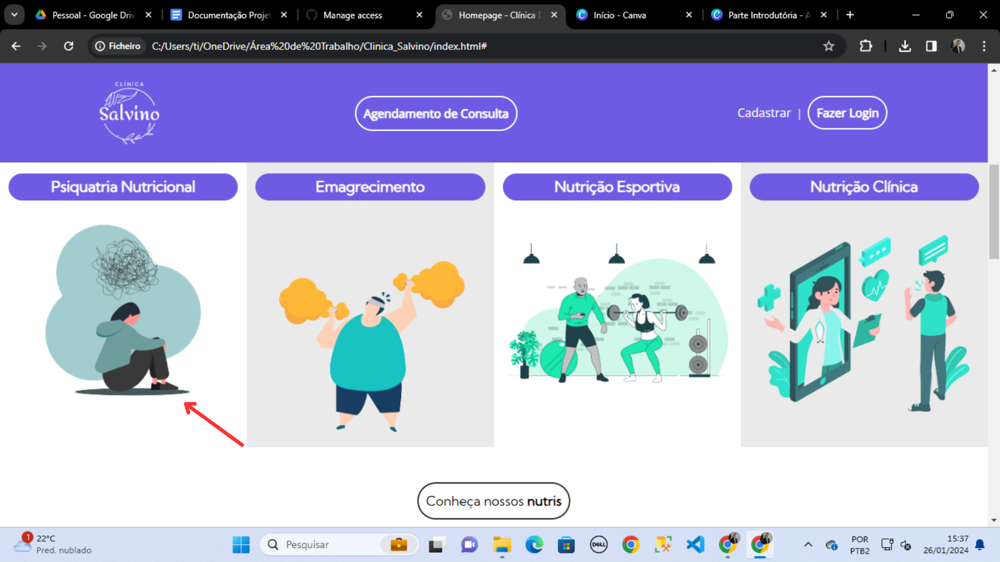 Pessoal - Google Driv
Documentação Projet
Manage access
Homepage - Clínica D
Início - Canva
Parte Introdutória - A
Ficheiro
C:/Users/ti/OneDrive/Área%20de%20Trabalho/Clinica_Salvino/index.html#
CLÍNICA
Salvino
Agendamento de Consulta
Cadastrar | Fazer Login
Psiquatria Nutricional
Emagrecimento
Nutrição Esportiva
Nutrição Clínica
Conheça nossos nutris
1
22°C
Pred. nublado
Pesquisar
DELL
POR
PTB2
15:37
26/01/2024